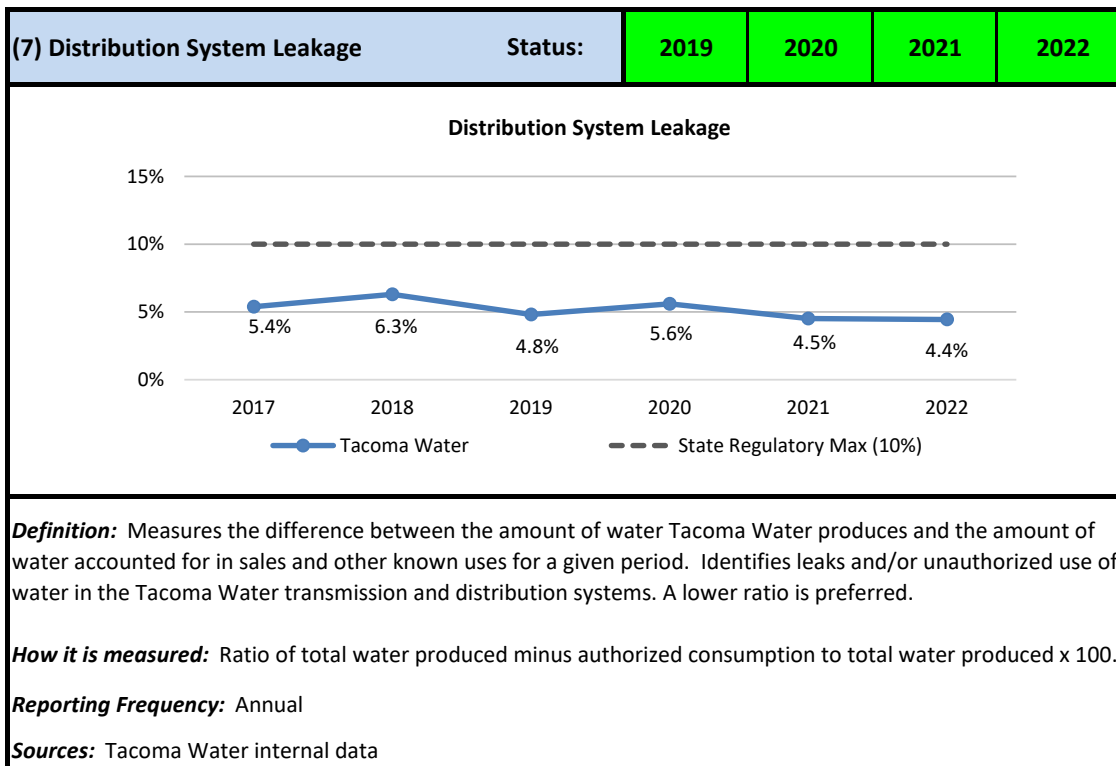 (7) Distribution System Leakage Status: 2019 2020 2021 2022
Distribution System Leakage
15%
10%
5%
0%
5.4% 6.3% 4.8% 5.6% 4.5% 4.4%
2017 2018 2019 2020 2021 2022
Tacoma Water State Regulatory Max (10%)
Definition: Measures the difference between the amount of water Tacoma Water produces and the amount of
water accounted for in sales and other known uses for a given period. Identifies leaks and/or unauthorized use of
water in the Tacoma Water transmission and distribution systems. A lower ratio is preferred.
How it is measured: Ratio of total water produced minus authorized consumption to total water produced x 100.
Reporting Frequency: Annual
Sources: Tacoma Water internal data